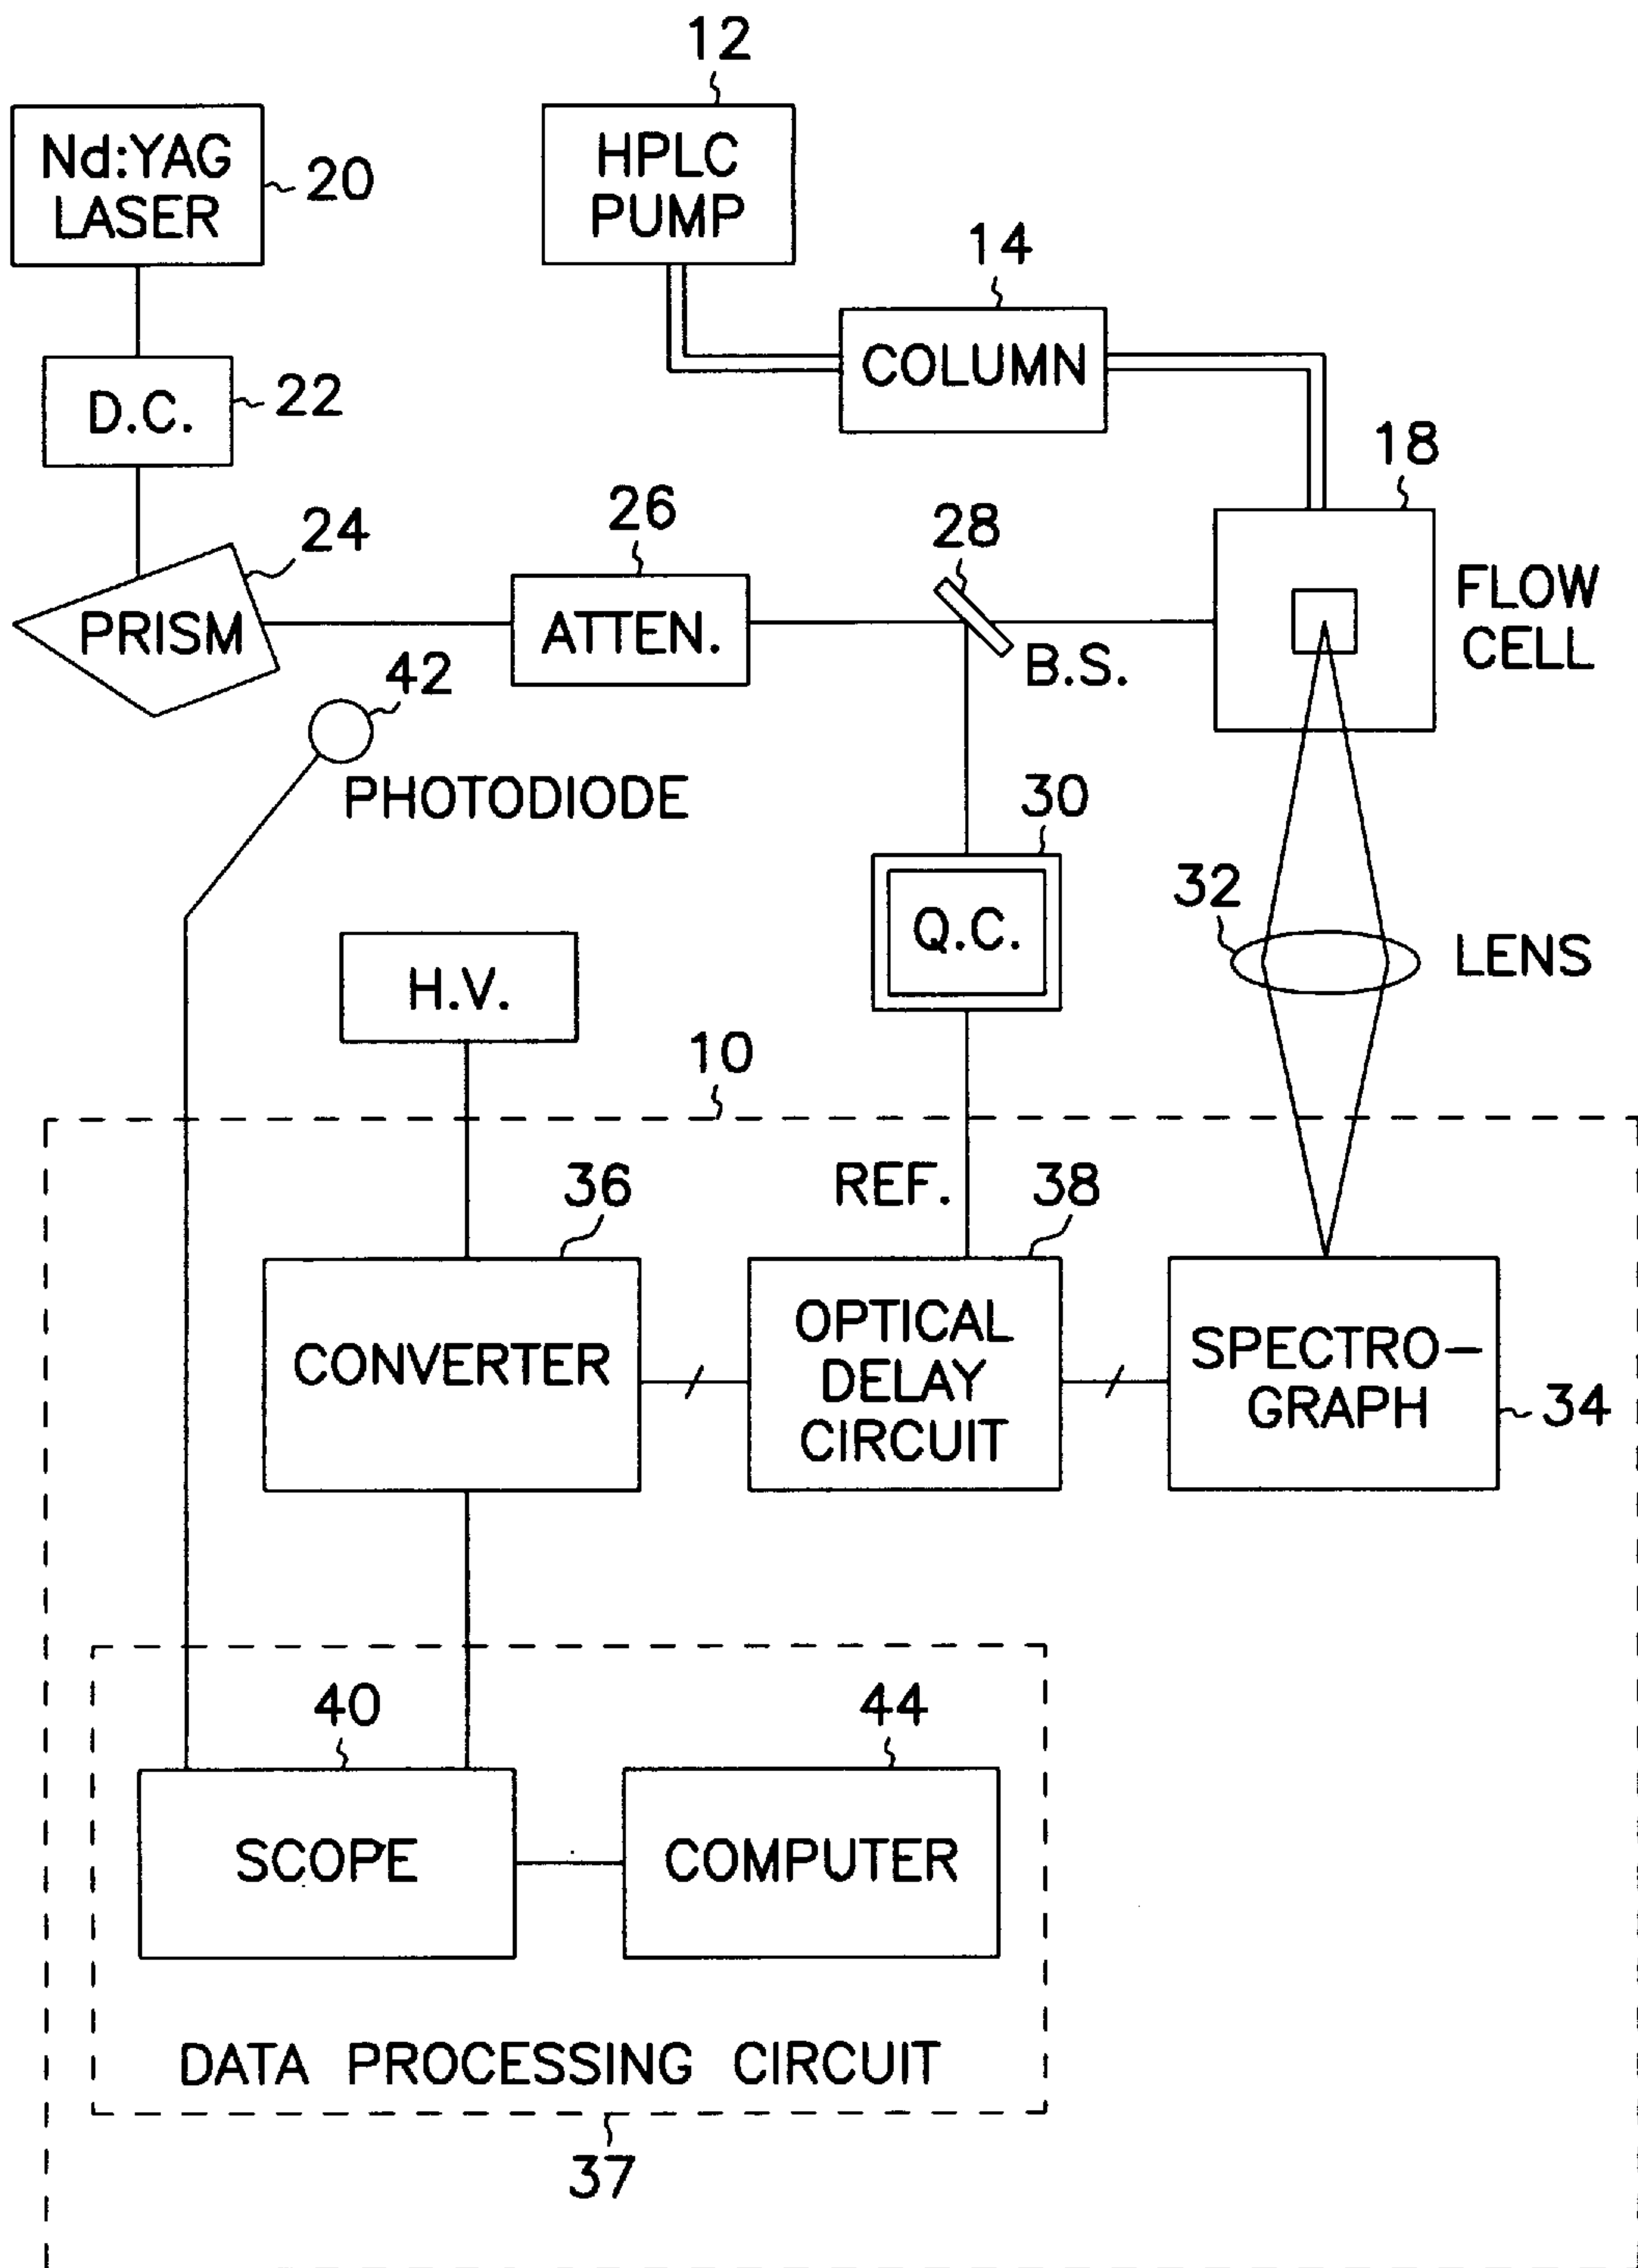 12
Nd:YAG
LASER
20
HPLC
PUMP
14
COLUMN
D.C.
22
18
24
PRISM
26
ATTEN.
28
B.S.
FLOW
CELL
42
PHOTODIODE
30
Q.C.
32
LENS
H.V.
10
REF.
36
CONVERTER
38
OPTICAL
DELAY
CIRCUIT
SPECTRO-
GRAPH
34
40
SCOPE
44
COMPUTER
DATA PROCESSING CIRCUIT
37